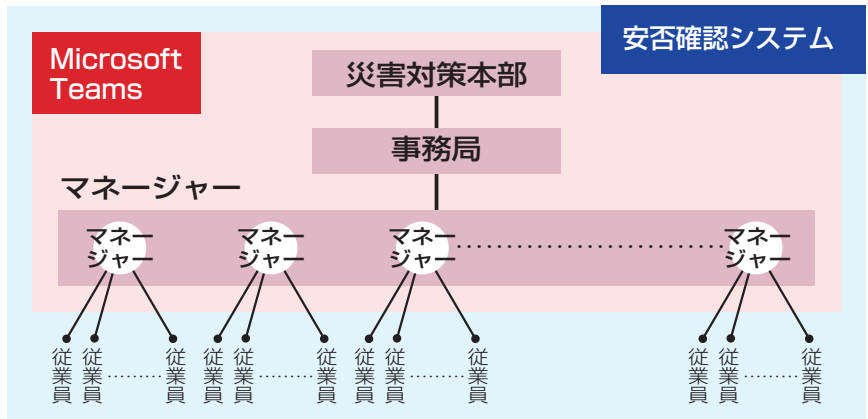 Microsoft
Teams
安否確認システム
災害対策本部
事務局
マネージャー
マネー
ジャー
マネー
ジャー
マネー
ジャー
マネー
ジャー
従業員
従業員
従業員
従業員
従業員
従業員
従業員
従業員
従業員
従業員
従業員
従業員